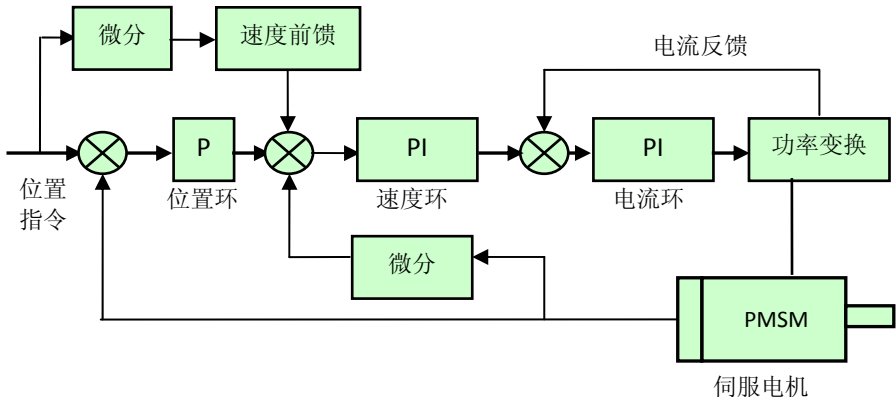 微分
速度前馈
电流反馈
P
PI
PI
功率变换
位置
指令
位置环
速度环
电流环
微分
PMSM
伺服电机